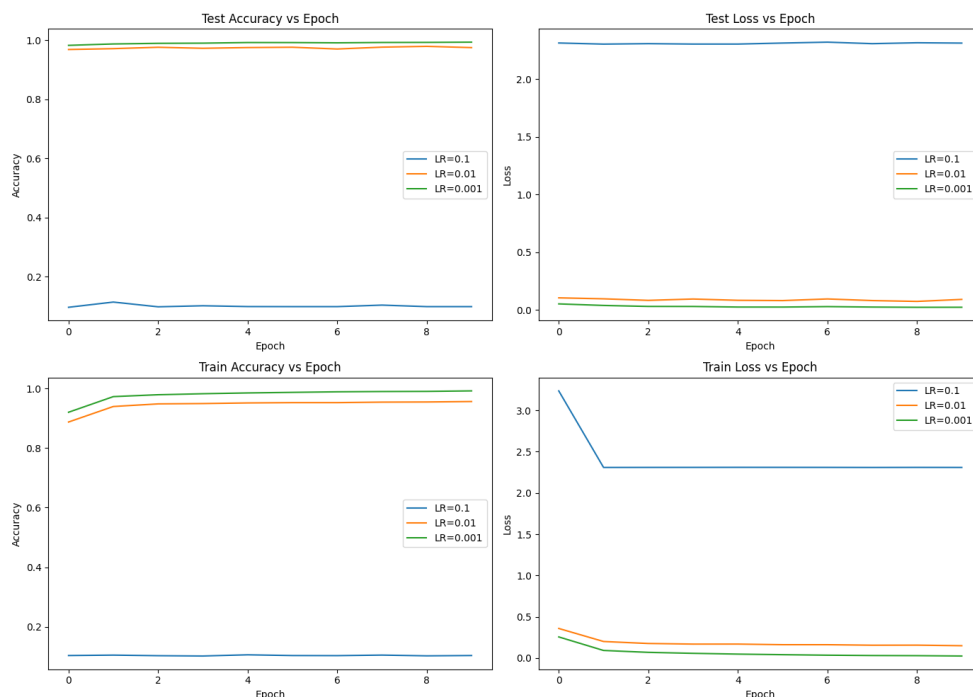 Test Accuracy vs Epoch
1.0
0.8
0.6
0.4
0.2
Accuracy
LR=0.1
LR=0.01
LR=0.001
0 2 4 6 8
Epoch
Test Loss vs Epoch
2.0
1.5
1.0
0.5
0.0
Loss
LR=0.1
LR=0.01
LR=0.001
0 2 4 6 8
Epoch
Train Accuracy vs Epoch
1.0
0.8
0.6
0.4
0.2
Accuracy
LR=0.1
LR=0.01
LR=0.001
0 2 4 6 8
Epoch
Train Loss vs Epoch
3.0
2.5
2.0
1.5
1.0
0.5
0.0
Loss
LR=0.1
LR=0.01
LR=0.001
0 2 4 6 8
Epoch